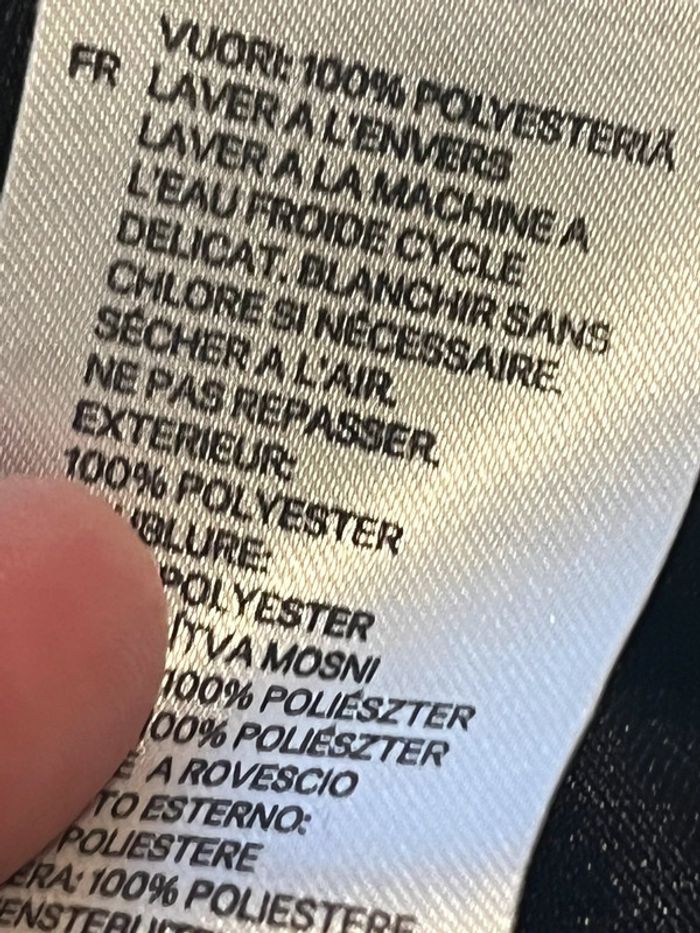 VUORI: 100% POLYESTERIÄ
FR LAVER A L'ENVERS
LAVER A LA MACHINE A
L'EAU FROIDE CYCLE
DELICAT. BLANCHIR SANS
CHLORE SI NÉCESSAIRE.
SÉCHER A L'AIR.
NE PAS REPASSER.
EXTERIEUR:
100% POLYESTER
POLYESTER
MOSNI
100% POLIÉSZTER
100% POLIÉSZTER
A ROVESCIO
ESTERNO:
POLIESTERE
100% POLIESTERE